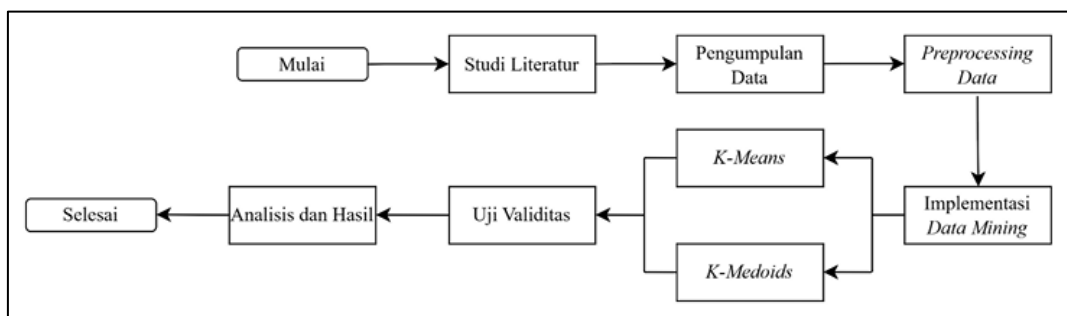 Mulai
Studi Literatur
Pengumpulan
Data
Preprocessing
Data
Implementasi
Data Mining
K-Means
K-Medoids
Uji Validitas
Analisis dan Hasil
Selesai